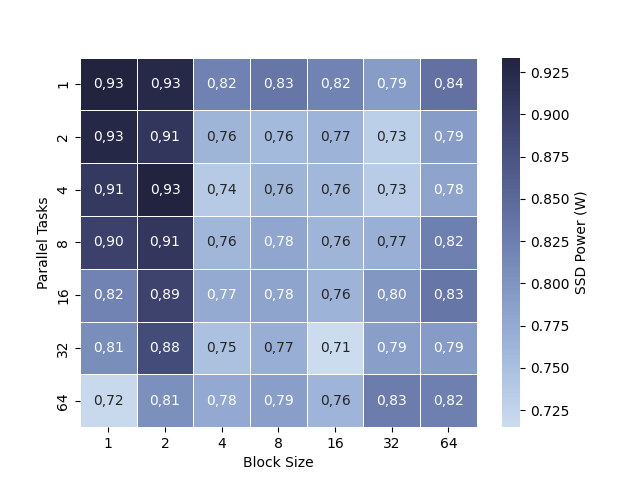 1 0,93 0,93 0,82 0,83 0,82 0,79 0,84
2 0,93 0,91 0,76 0,76 0,77 0,73 0,79
4 0,91 0,93 0,74 0,76 0,76 0,73 0,78
8 0,90 0,91 0,76 0,78 0,76 0,77 0,82
16 0,82 0,89 0,77 0,78 0,76 0,80 0,83
32 0,81 0,88 0,75 0,77 0,71 0,79 0,79
64 0,72 0,81 0,78 0,79 0,76 0,83 0,82
1 2 4 8 16 32 64
Block Size
Parallel Tasks
0.925
0.900
0.875
0.850
0.825
0.800
0.775
0.750
0.725
SSD Power (W)